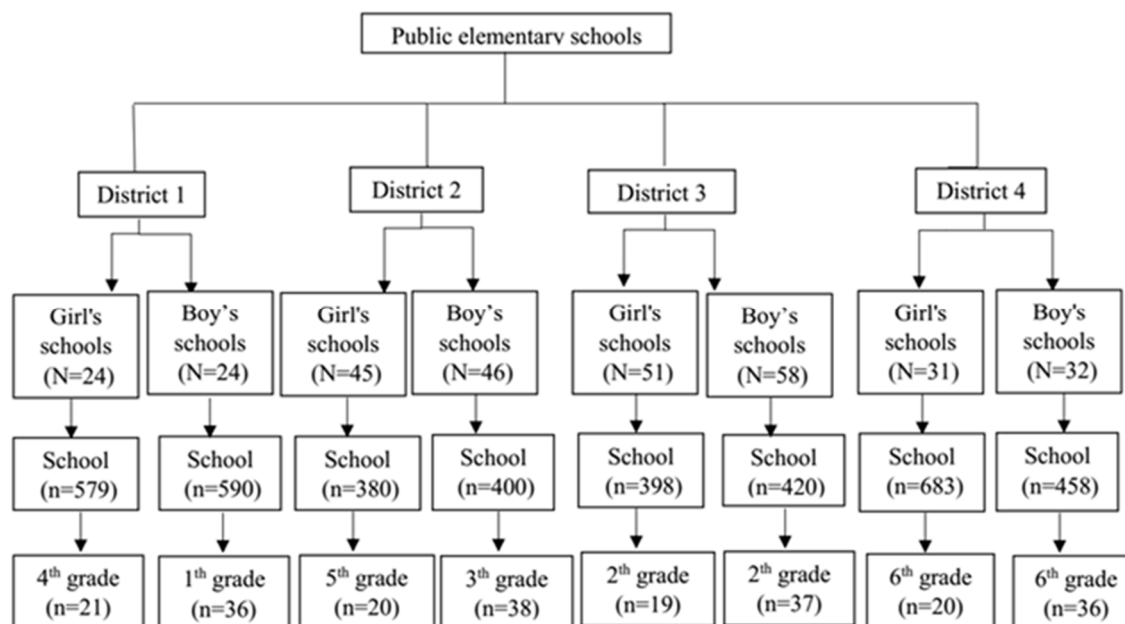 Public elementary schools
District 1
District 2
District 3
District 4
Girl's
schools
(N=24)
Boy’s
schools
(N=24)
Girl's
schools
(N=45)
Boy’s
schools
(N=46)
Girl's
schools
(N=51)
Boy’s
schools
(N=58)
Girl's
schools
(N=31)
Boy's
schools
(N=32)
School
(n=579)
School
(n=590)
School
(n=380)
School
(n=400)
School
(n=398)
School
(n=420)
School
(n=683)
School
(n=458)
4th grade
(n=21)
1th grade
(n=36)
5th grade
(n=20)
3th grade
(n=38)
2th grade
(n=19)
2th grade
(n=37)
6th grade
(n=20)
6th grade
(n=36)